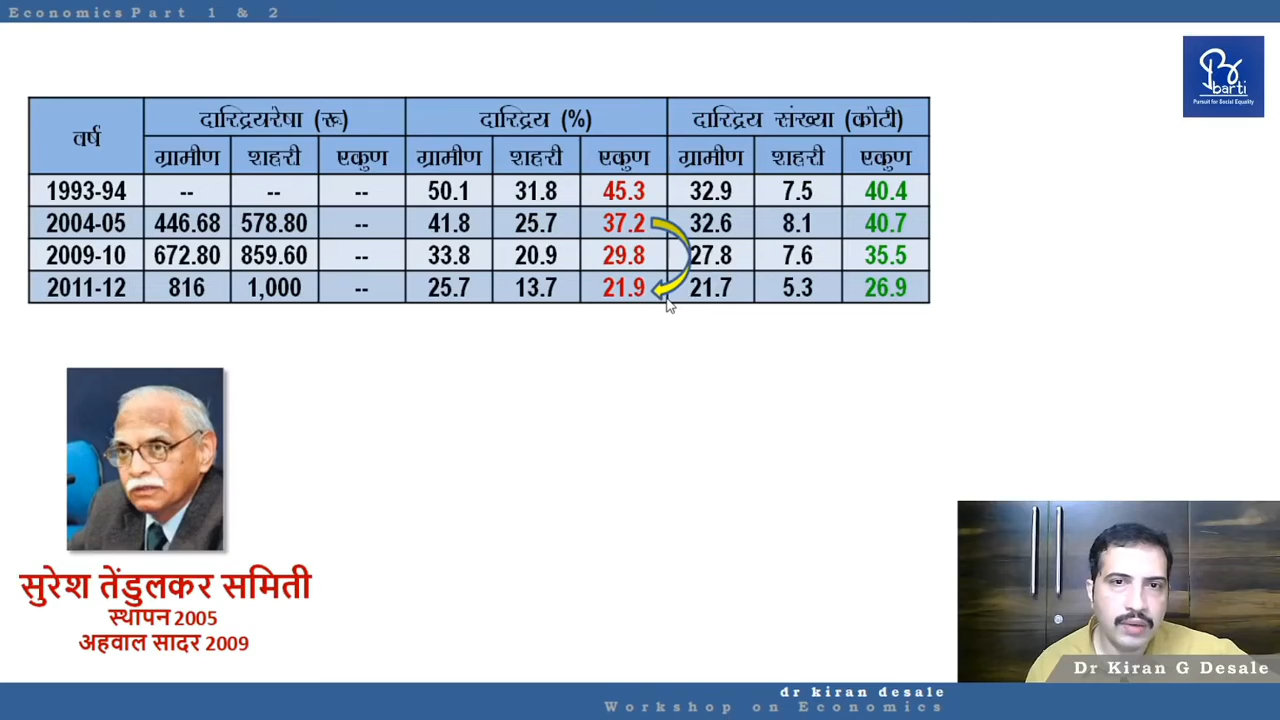 Economics Part 1 & 2
barti
Pursuit for Social Equality
वर्ष दारिद्र्यरेषा (रू) दारिद्रय (%) दारिद्रय संख्या (कोटी)
ग्रामीण शहरी एकुण ग्रामीण शहरी एकुण ग्रामीण शहरी एकुण
1993-94 -- -- -- 50.1 31.8 45.3 32.9 7.5 40.4
2004-05 446.68 578.80 -- 41.8 25.7 37.2 32.6 8.1 40.7
2009-10 672.80 859.60 -- 33.8 20.9 29.8 27.8 7.6 35.5
2011-12 816 1,000 -- 25.7 13.7 21.9 21.7 5.3 26.9
सुरेश तेंडुलकर समिती
स्थापन 2005
अहवाल सादर 2009
Dr Kiran G Desale
dr kiran desale
Workshop on Economics